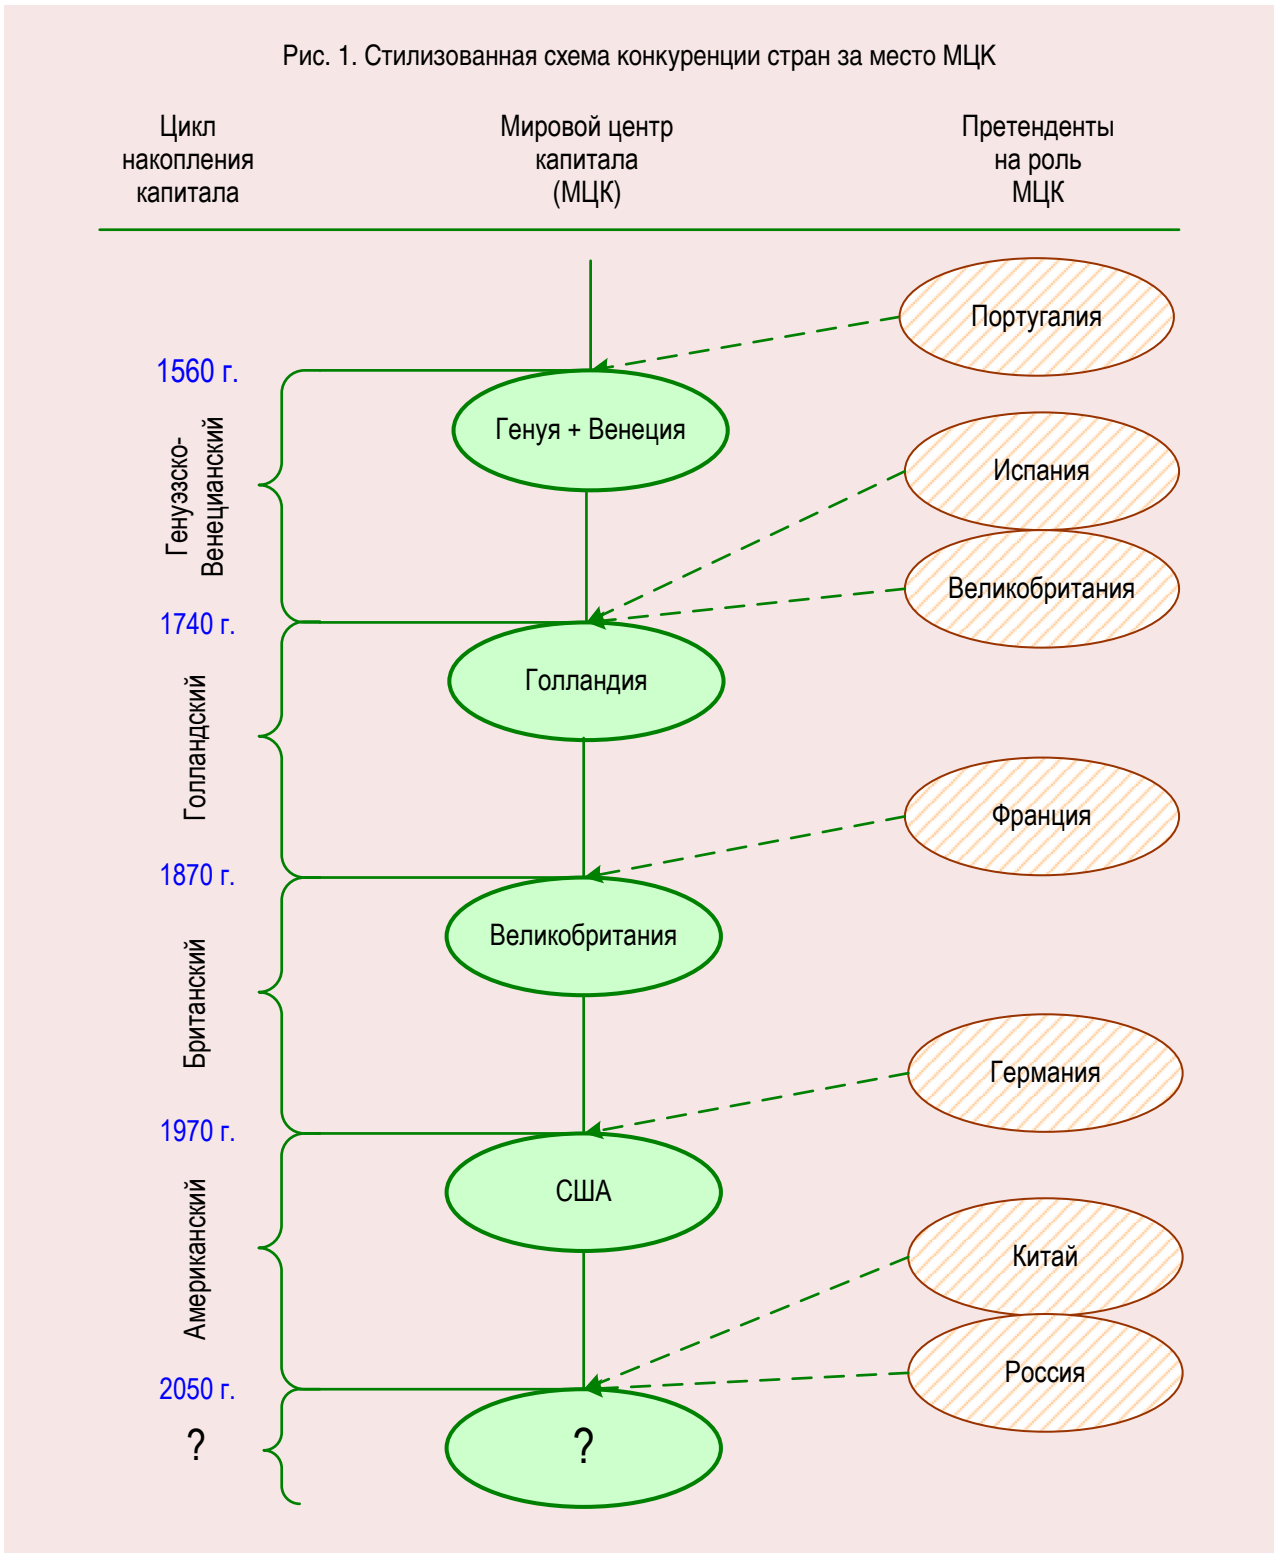 Рис. 1. Стилизованная схема конкуренции стран за место МЦК
Цикл
накопления
капитала
Мировой центр
капитала
(МЦК)
Претенденты
на роль
МЦК
Португалия
1560 г.
Генуя + Венеция
Генуэзско-
Венецианский
Испания
Великобритания
1740 г.
Голландия
Голландский
Франция
1870 г.
Великобритания
Британский
Германия
1970 г.
США
Американский
Китай
Россия
2050 г.
?
?